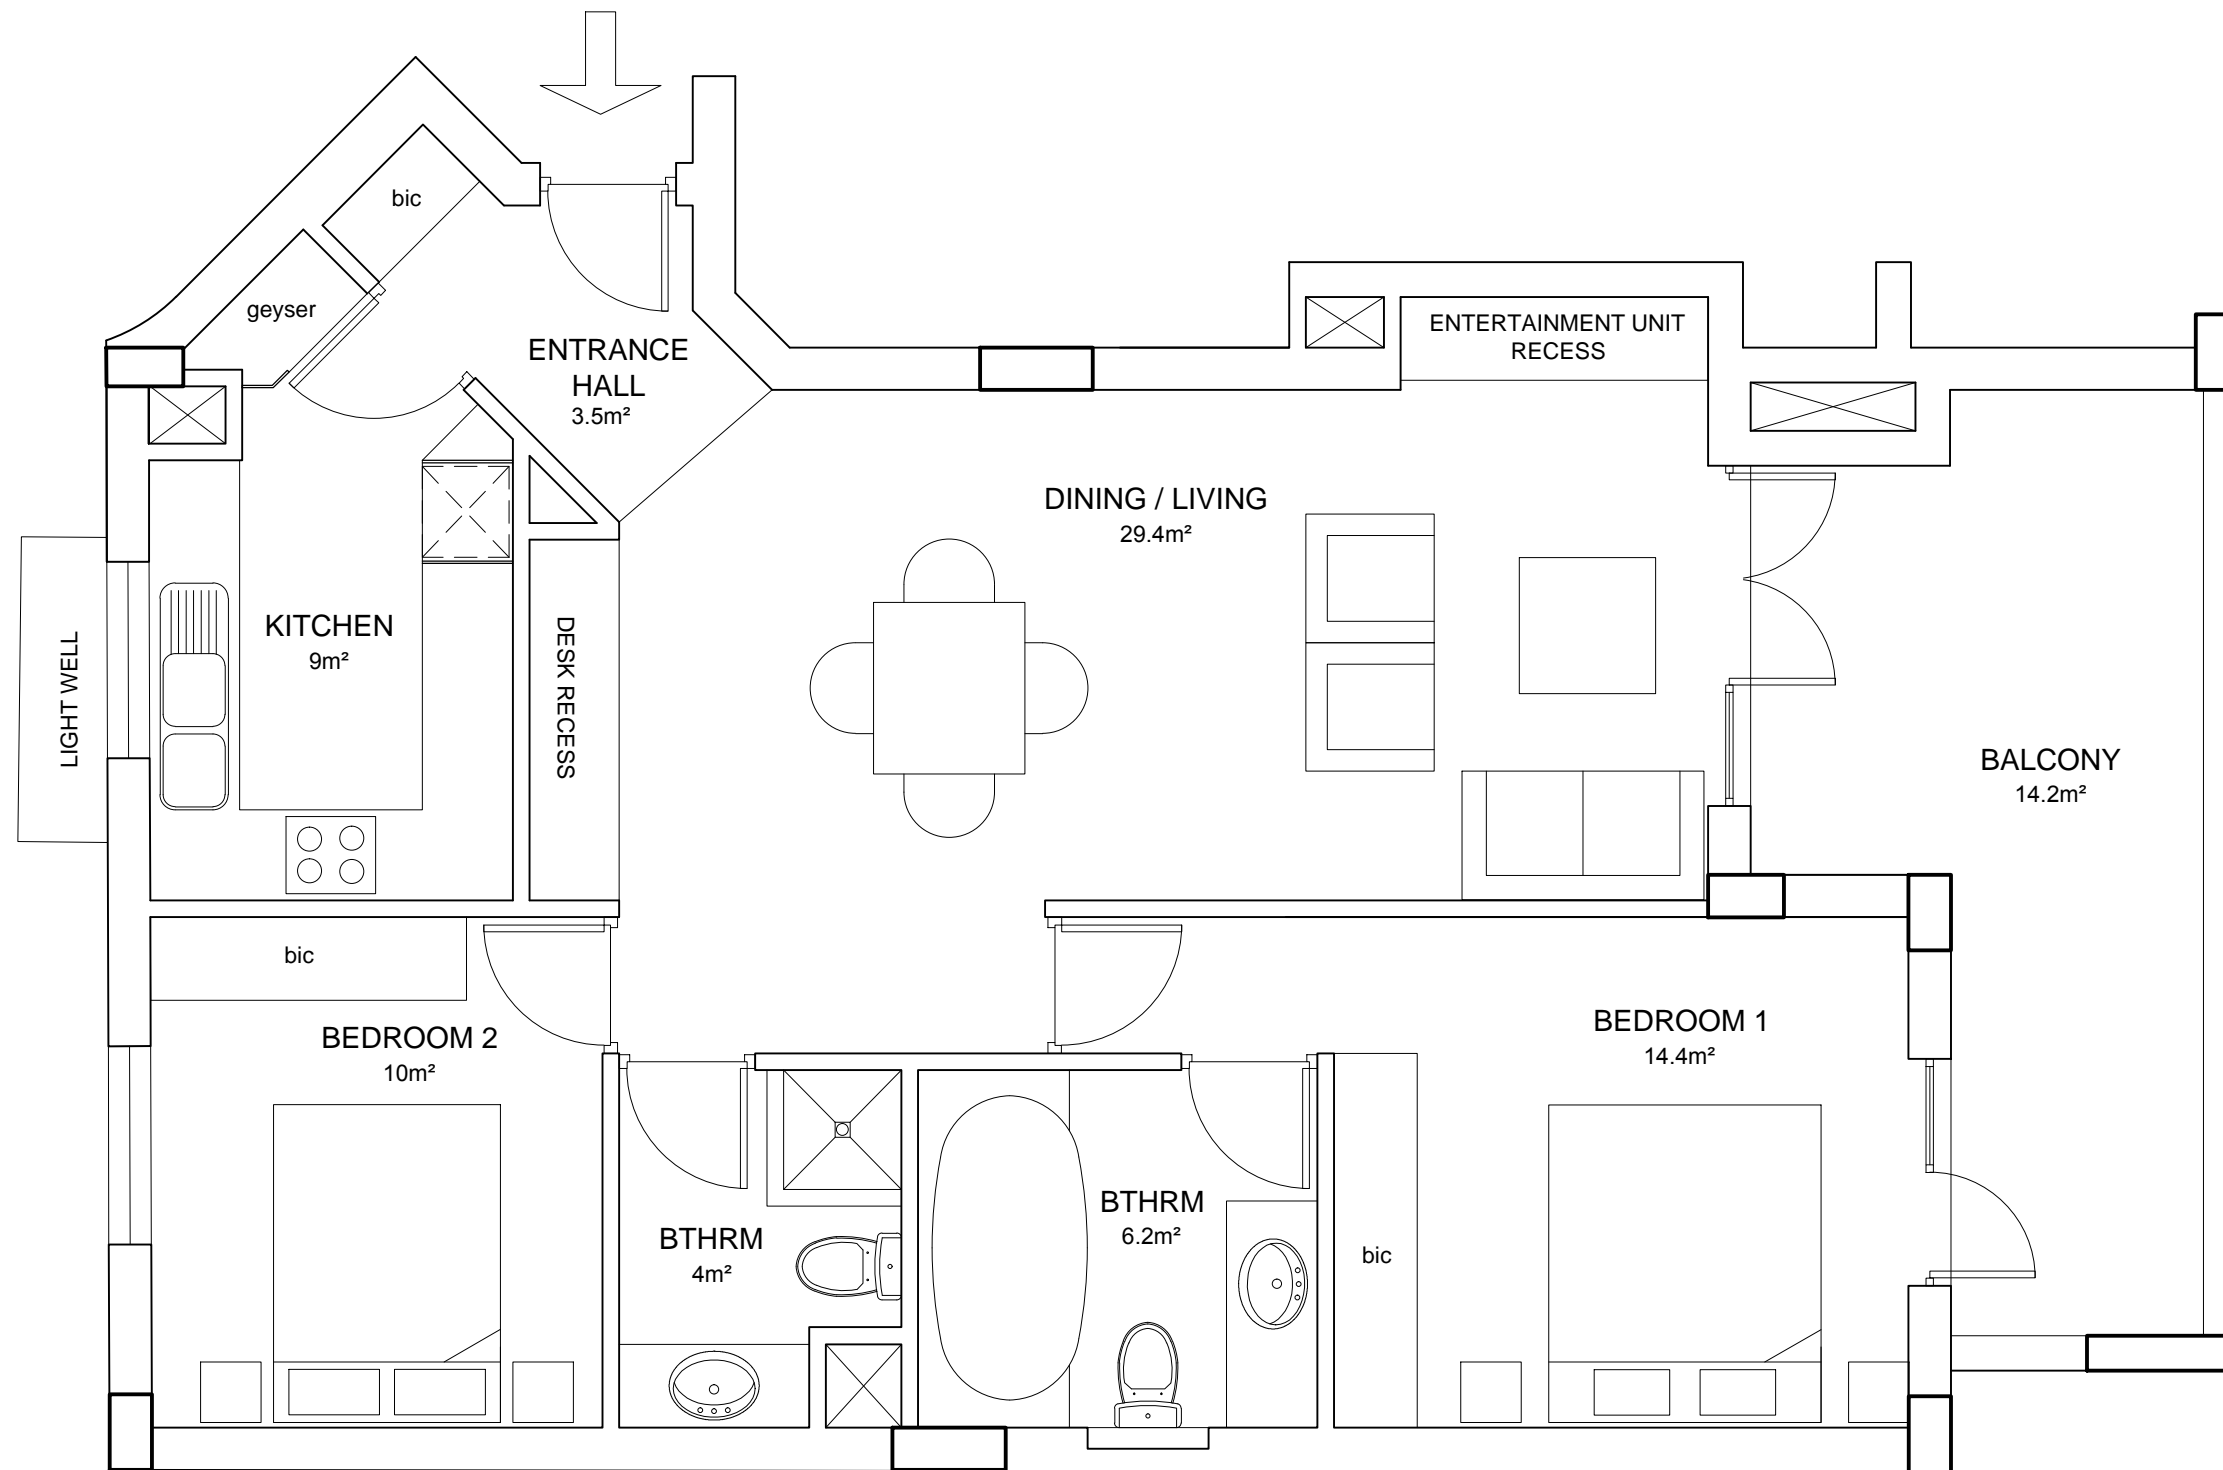 bic
geyser
ENTRANCE
HALL
3.5m²
ENTERTAINMENT UNIT
RECESS
DINING / LIVING
29.4m²
KITCHEN
9m²
LIGHT WELL
DESK RECESS
BALCONY
14.2m²
bic
BEDROOM 2
10m²
BEDROOM 1
14.4m²
BTHRM
4m²
BTHRM
6.2m²
bic